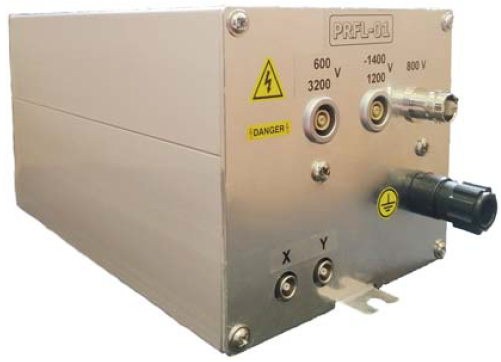 PRFL-01
600
3200 V
-1400
1200 V
800 V
DANGER
X Y